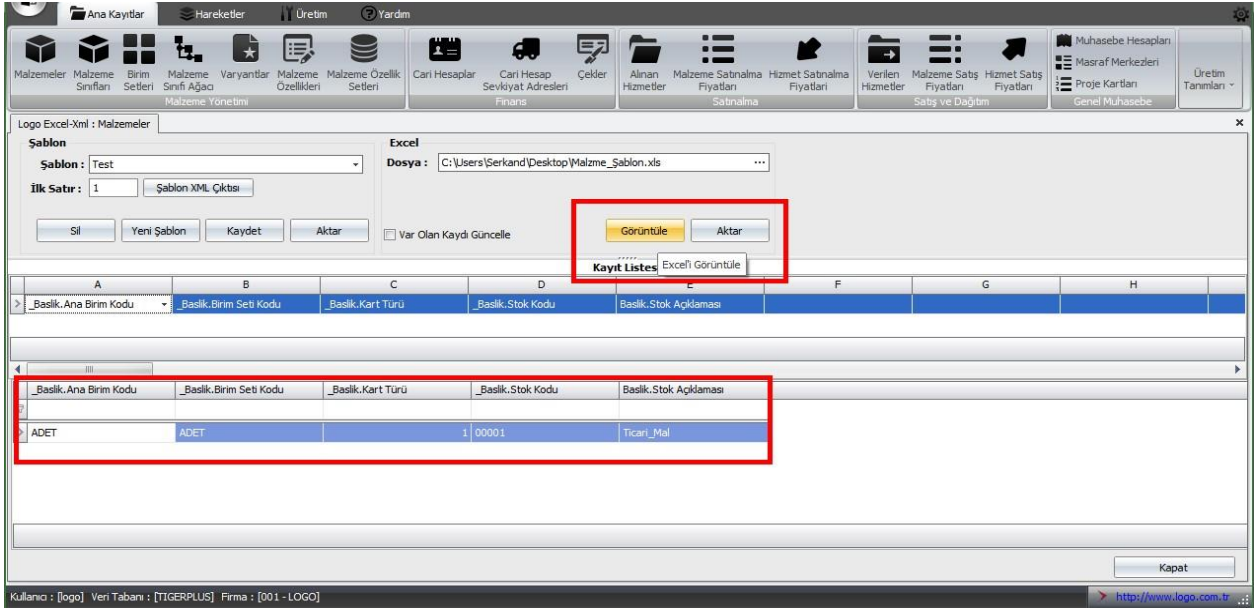 Ana Kayıtlar Hareketler Üretim Yardım
Malzemeler Malzeme Sınıfları Birim Setleri Malzeme Sınıfı Ağacı Varyantlar Malzeme Özellikleri Malzeme Özellik Setleri
Malzeme Yönetimi
Cari Hesaplar Cari Hesap Sevkiyat Adresleri Çekler
Finans
Alınan Hizmetler Malzeme Satınalma Fiyatları Hizmet Satınalma Fiyatları
Satınalma
Verilen Hizmetler Malzeme Satış Fiyatları Hizmet Satış Fiyatları
Satış ve Dağıtım
Muhasebe Hesapları
Masraf Merkezleri
Proje Kartları
Genel Muhasebe
Üretim Tanımları
Logo Excel-Xml : Malzemeler
Şablon
Şablon : Test
İlk Satır : 1 Şablon XML Çıktısı
Sil Yeni Şablon Kaydet Aktar
Excel
Dosya : C:\Users\Serkand\Desktop\Malzme_Şablon.xls ...
Var Olan Kaydı Güncelle Görüntüle Aktar
Kayıt Listes
Excel'i Görüntüle
A B C D E F G H
_Baslik.Ana Birim Kodu _Baslik.Birim Seti Kodu _Baslik.Kart Türü _Baslik.Stok Kodu Baslik.Stok Açıklaması
_Baslik.Ana Birim Kodu _Baslik.Birim Seti Kodu _Baslik.Kart Türü _Baslik.Stok Kodu Baslik.Stok Açıklaması
ADET ADET 1 00001 Ticari_Mal
Kapat
Kullanıcı : [logo] Veri Tabanı : [TIGERPLUS] Firma : [001 - LOGO] http://www.logo.com.tr